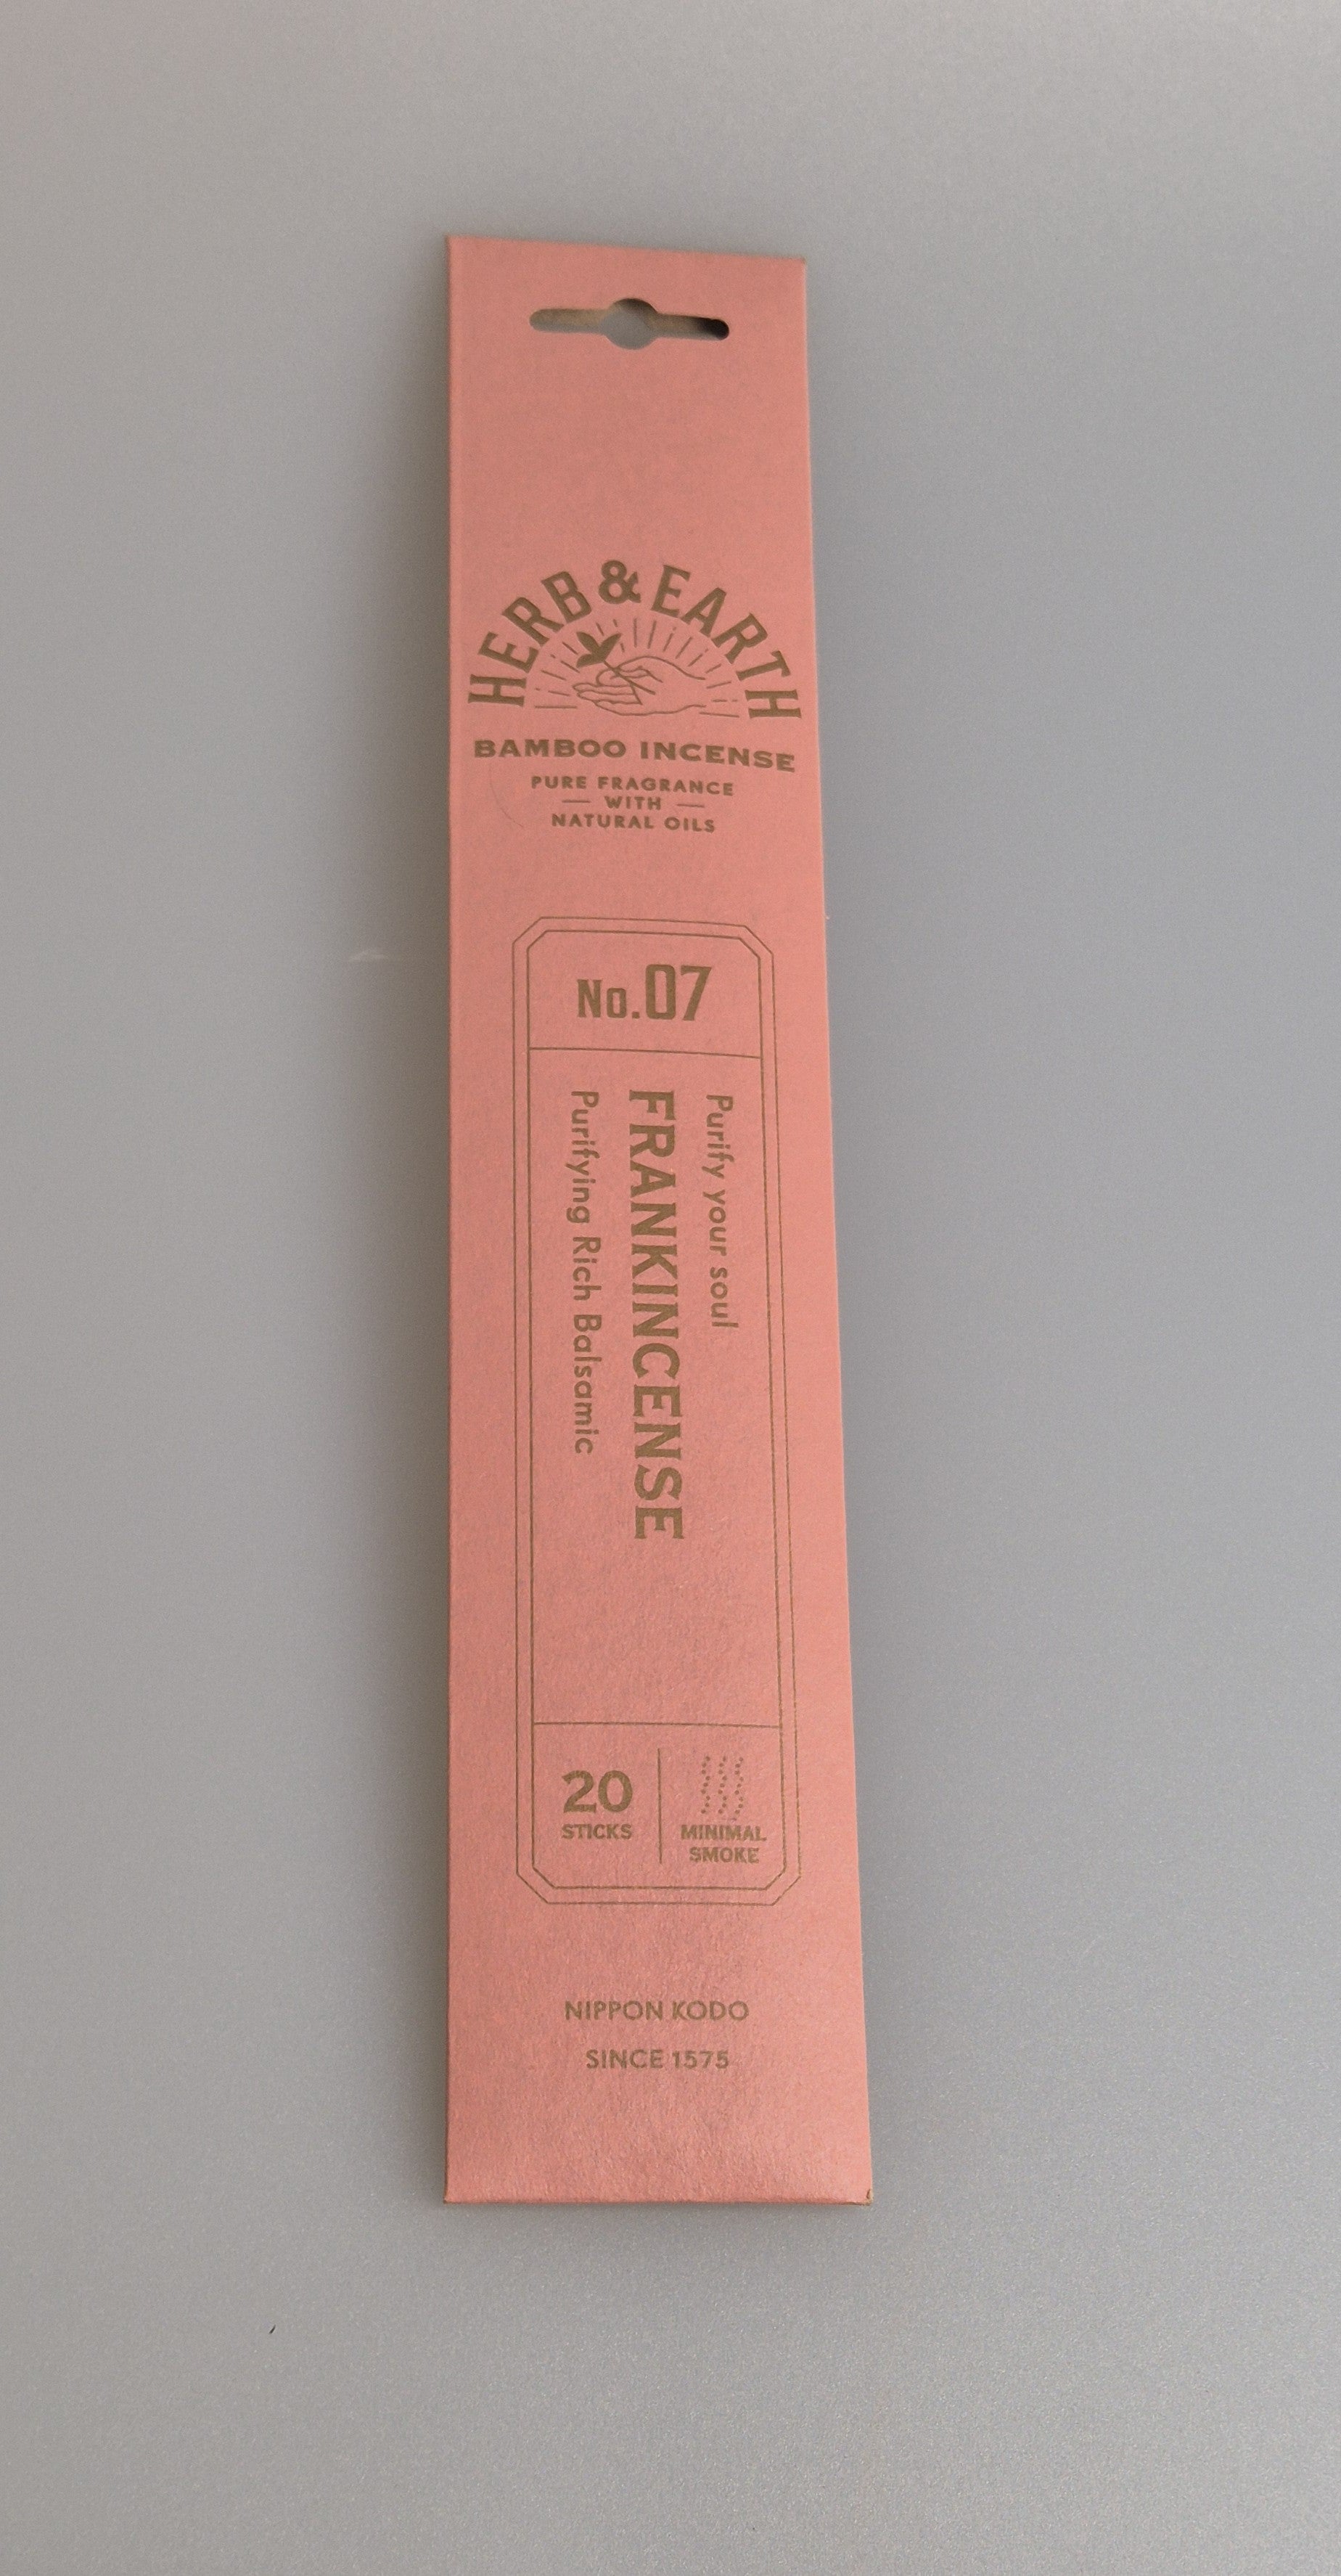 HERB & EARTH
BAMBOO INCENSE
PURE FRAGRANCE
WITH
NATURAL OILS
No.07
Purify your soul
FRANKINCENSE
Purifying Rich Balsamic
20
STICKS
MINIMAL
SMOKE
NIPPON KODO
SINCE 1575